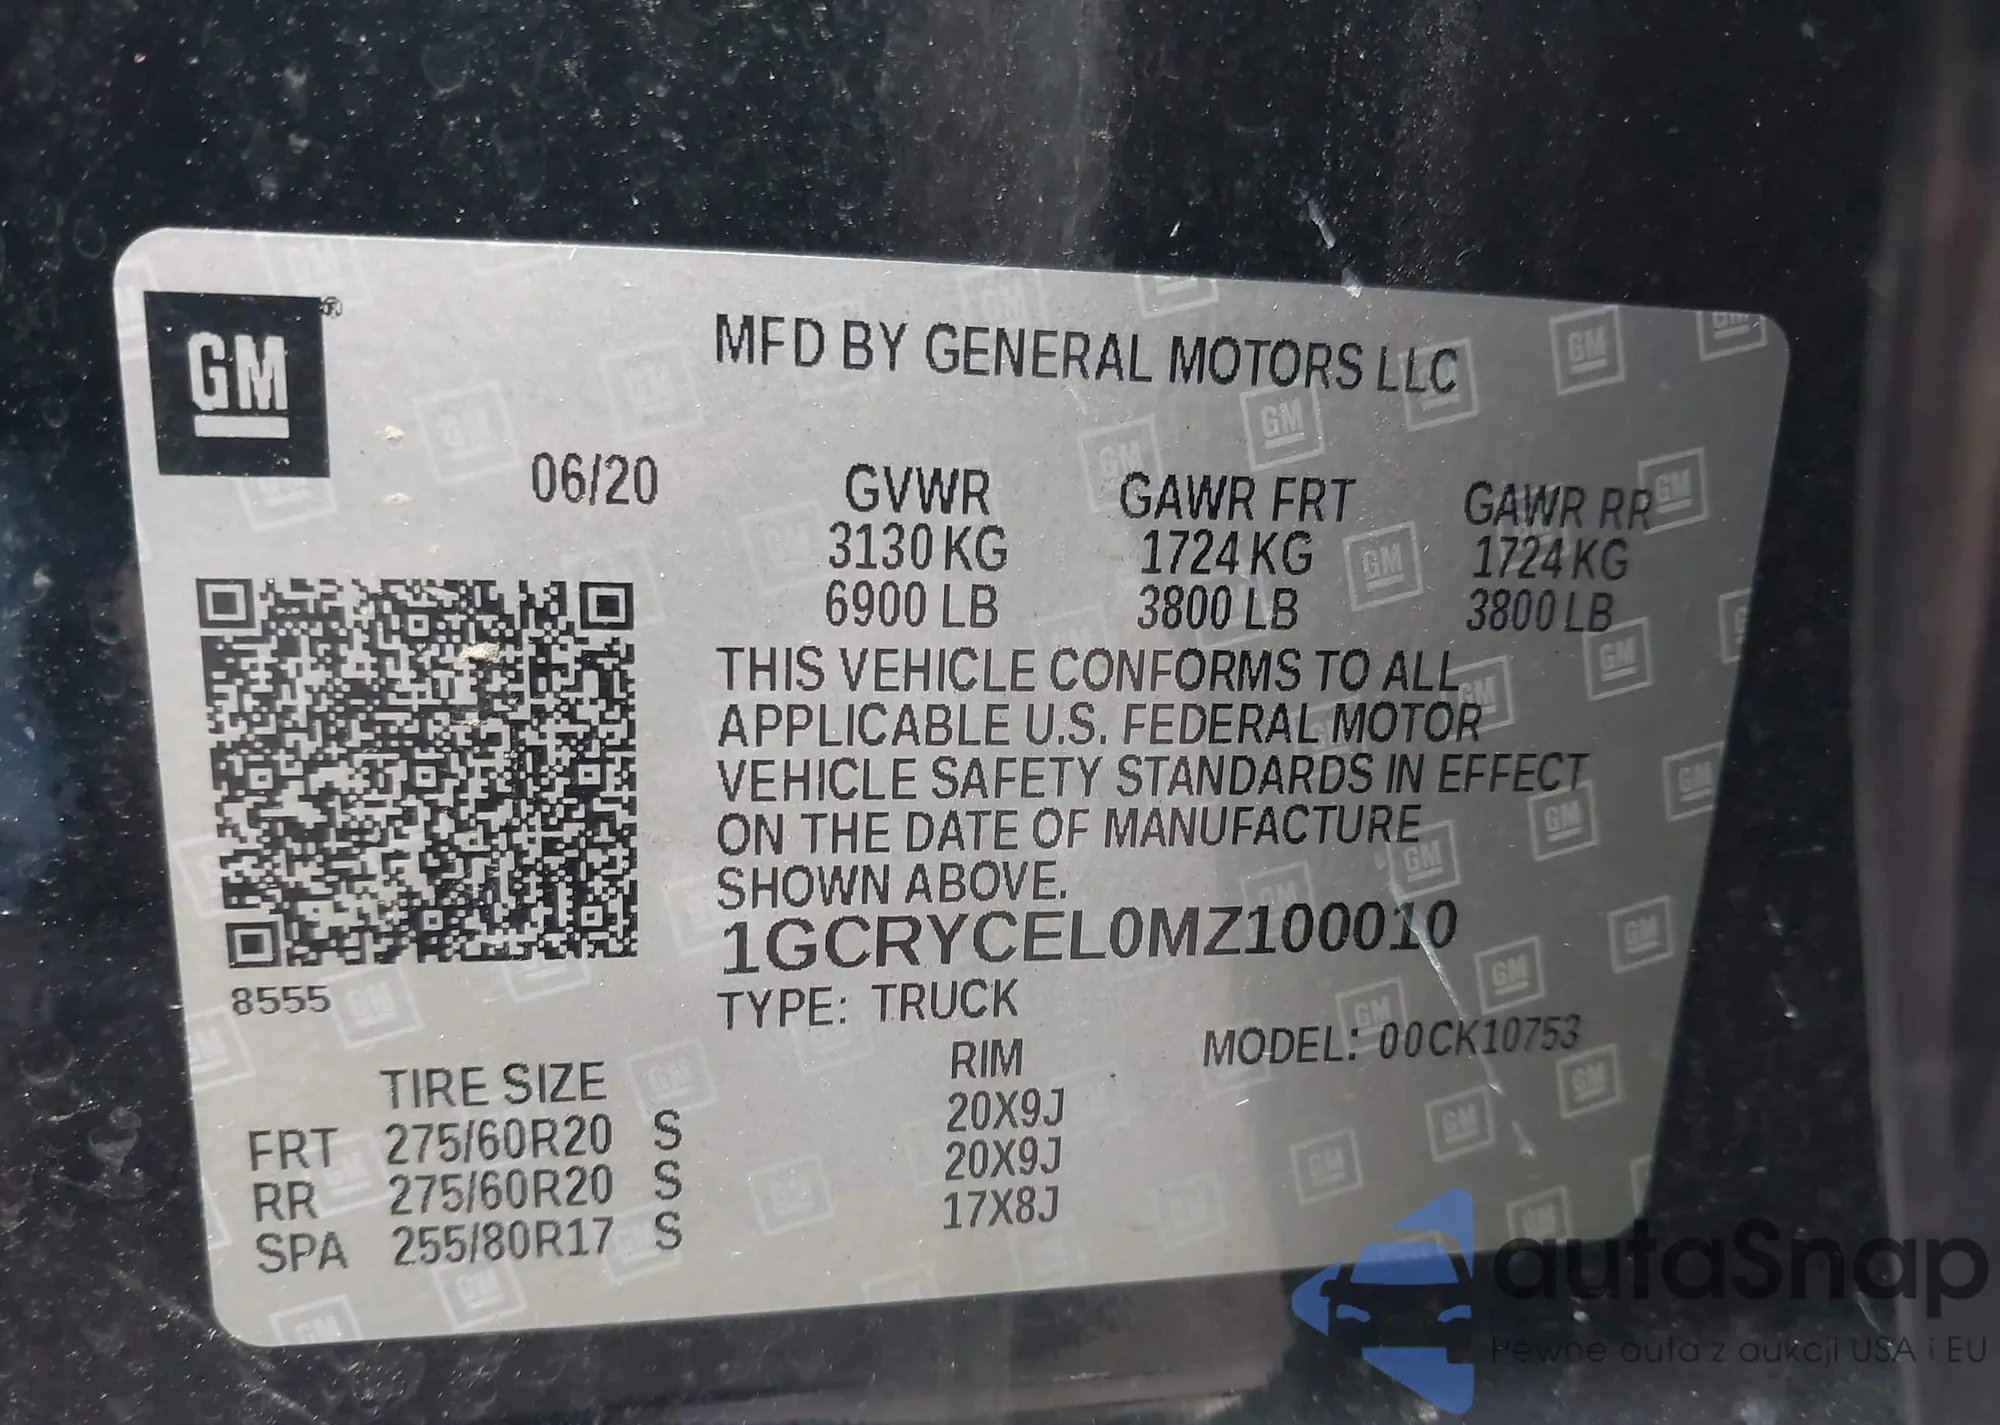 GM®
MFD BY GENERAL MOTORS LLC
06/20 GVWR GAWR FRT GAWR RR
3130 KG 1724 KG 1724 KG
6900 LB 3800 LB 3800 LB
THIS VEHICLE CONFORMS TO ALL
APPLICABLE U.S. FEDERAL MOTOR
VEHICLE SAFETY STANDARDS IN EFFECT
ON THE DATE OF MANUFACTURE
SHOWN ABOVE.
1GCRYCEL0MZ100010
8555
TYPE: TRUCK
MODEL: 00CK10753
TIRE SIZE RIM
FRT 275/60R20 S 20X9J
RR 275/60R20 S 20X9J
SPA 255/80R17 S 17X8J
autaSnap
Pewne auta z aukcji USA i EU